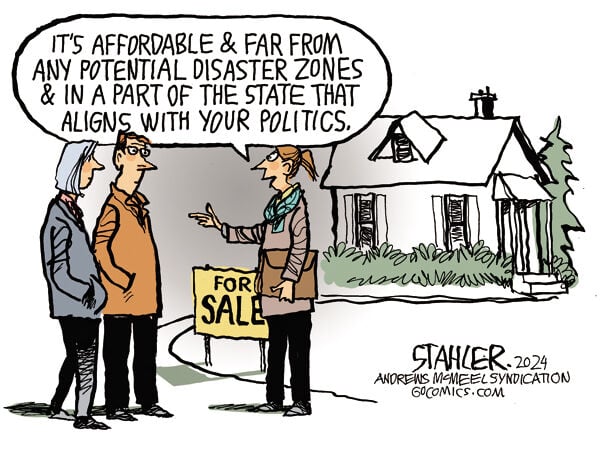 IT'S AFFORDABLE & FAR FROM
ANY POTENTIAL DISASTER ZONES
& IN A PART OF THE STATE THAT
ALIGNS WITH YOUR POLITICS.
FOR
SALE
STAHLER. 2024
ANDREWS MCMEEL SYNDICATION
GOCOMICS.COM